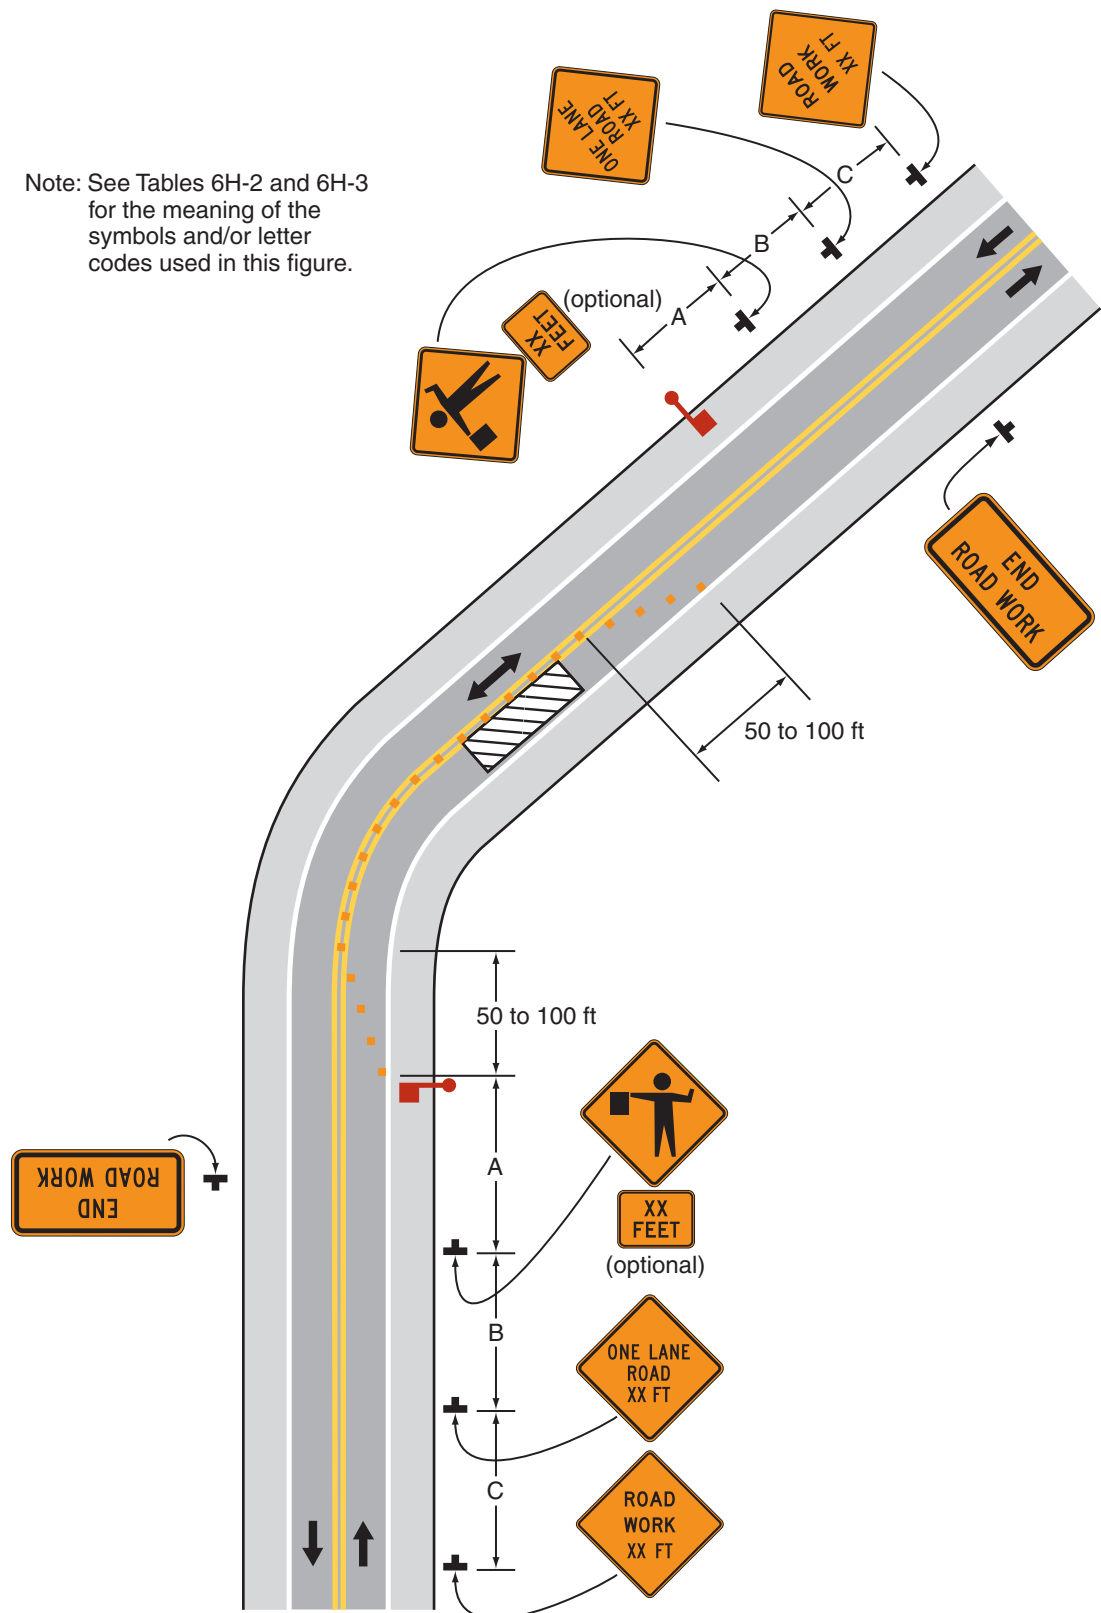 ROAD
WORK
XX FT
ONE LANE
ROAD
XX FT
C
Note: See Tables 6H-2 and 6H-3
for the meaning of the
symbols and/or letter
codes used in this figure.
B
(optional)
A
XX
FEET
END
ROAD WORK
50 to 100 ft
50 to 100 ft
A
END
ROAD WORK
XX
FEET
(optional)
B
ONE LANE
ROAD
XX FT
C
ROAD
WORK
XX FT